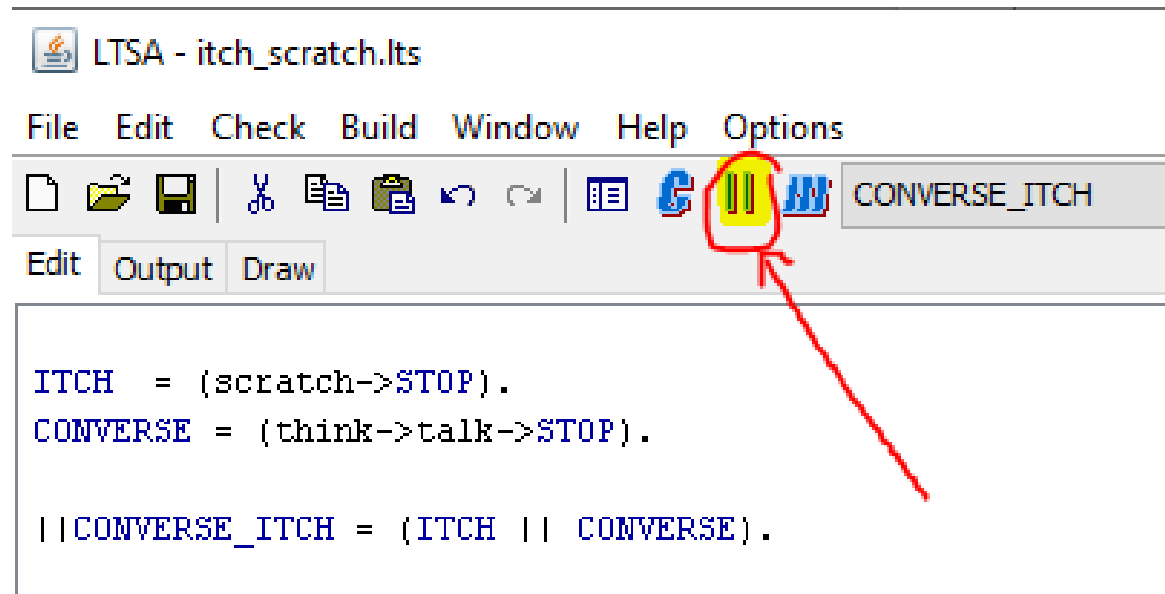 LTSA - itch_scratch.lts
File Edit Check Build Window Help Options
C || M CONVERSE_ITCH
Edit Output Draw
ITCH = (scratch->STOP).
CONVERSE = (think->talk->STOP).
||CONVERSE_ITCH = (ITCH || CONVERSE).